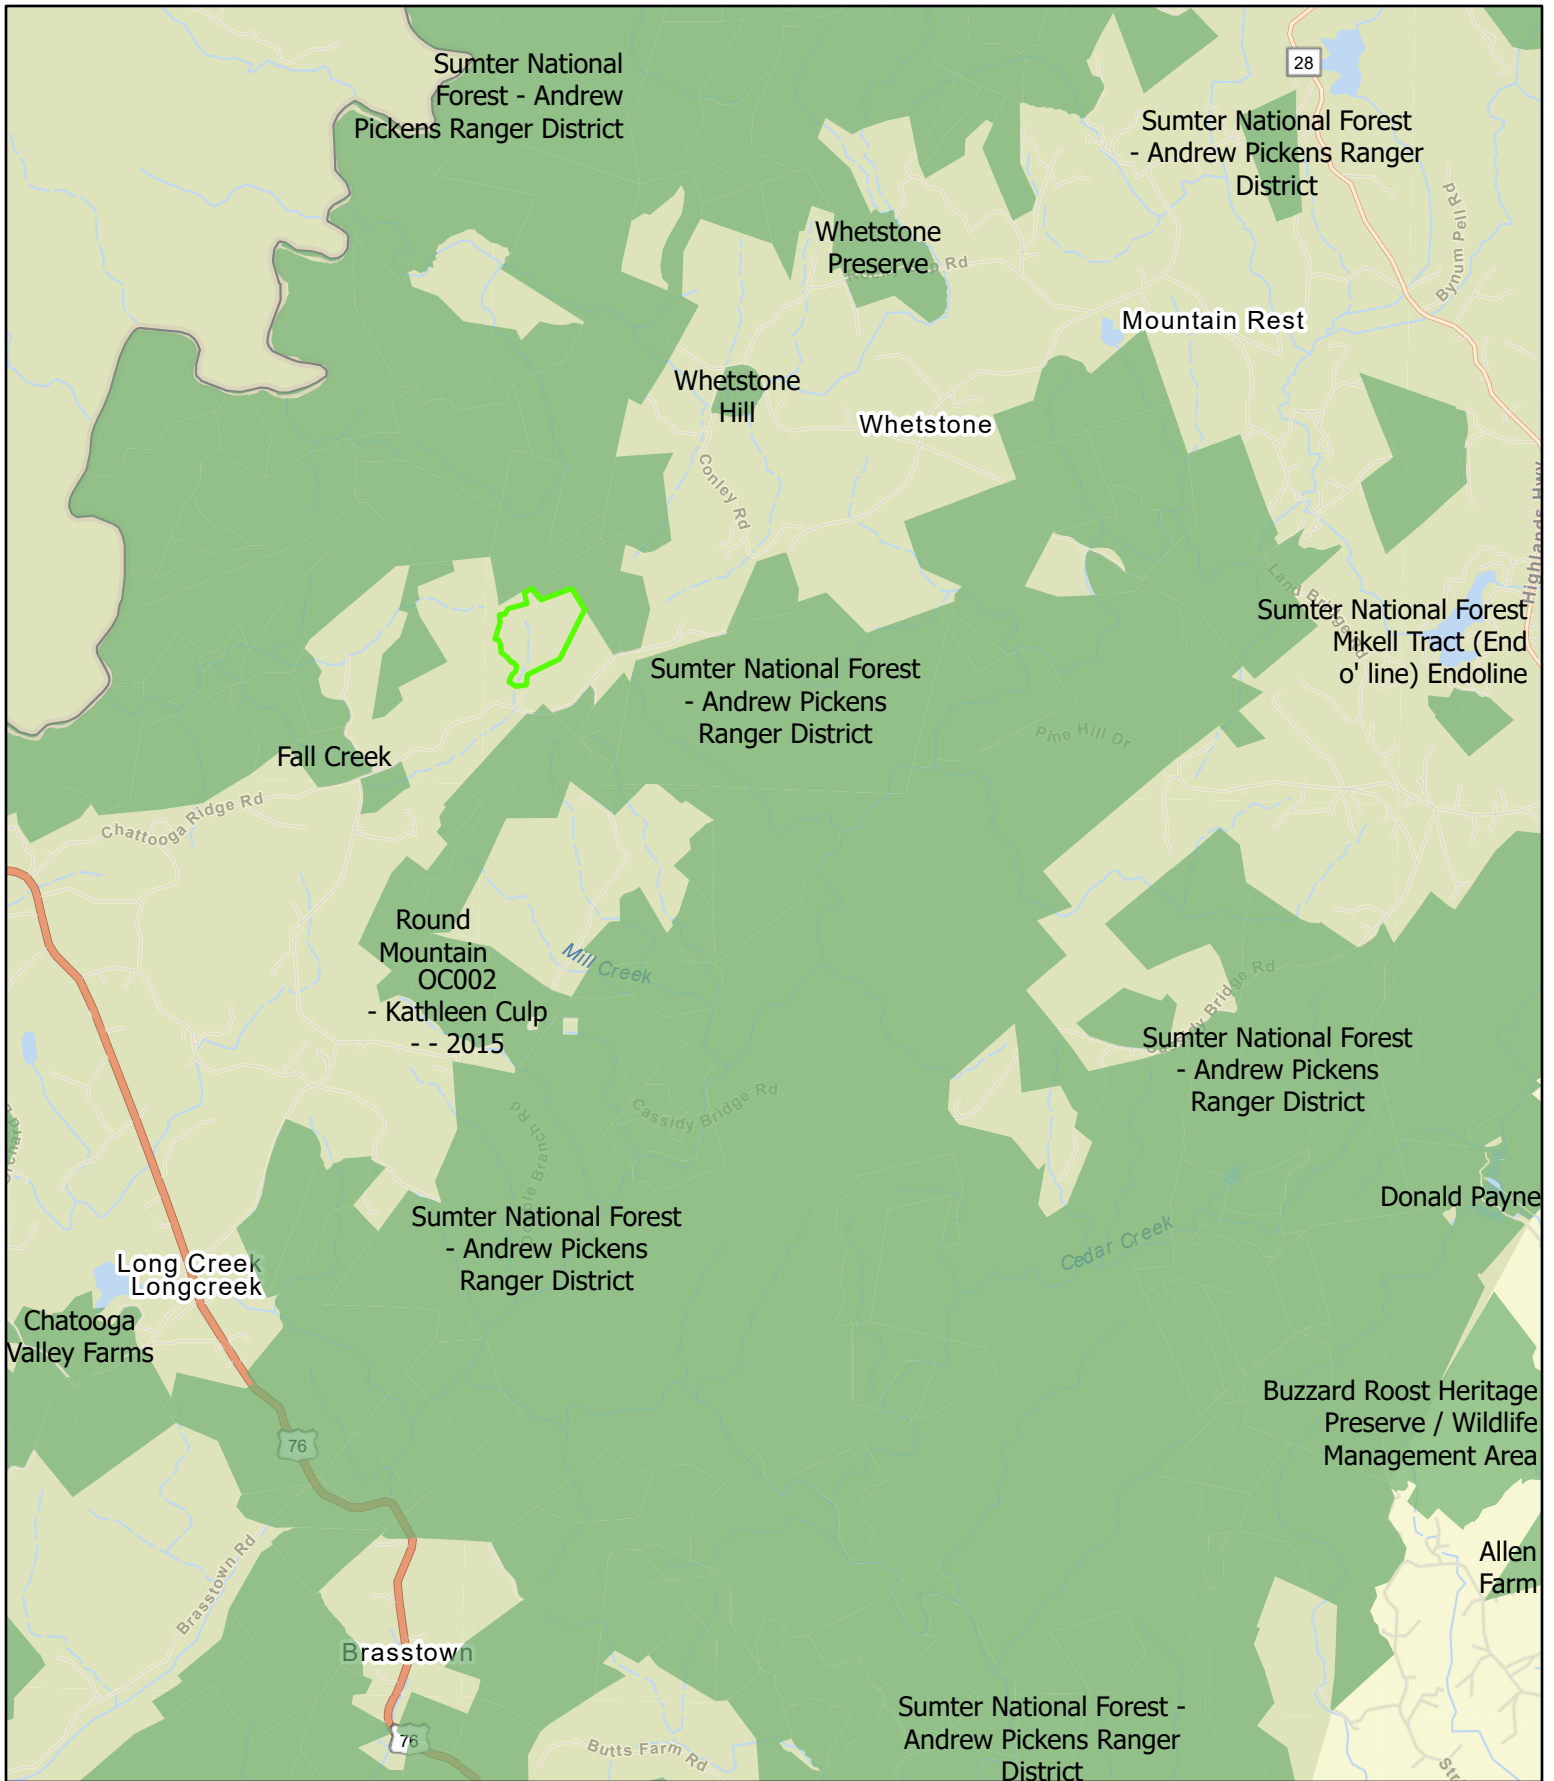 Sumter National
Forest - Andrew
Pickens Ranger District
28
Sumter National Forest
- Andrew Pickens Ranger
District
Bynum Pell Rd
Whetstone
Preserve
Rd
Mountain Rest
Whetstone
Hill
Whetstone
Conley Rd
Highlands Hwy
Land Bridge Rd
Sumter National Forest
Mikell Tract (End
o' line) Endoline
Sumter National Forest
- Andrew Pickens
Ranger District
Pine Hill Dr
Fall Creek
Chattooga Ridge Rd
Round
Mountain
OC002
- Kathleen Culp
- - 2015
Mill Creek
Cassidy Bridge Rd
Sumter National Forest
- Andrew Pickens
Ranger District
Cassidy Bridge Rd
Branch Rd
Donald Payne
Sumter National Forest
- Andrew Pickens
Ranger District
Cedar Creek
Long Creek
Longcreek
Chatooga
Valley Farms
Buzzard Roost Heritage
Preserve / Wildlife
Management Area
76
Brasstown Rd
Allen
Farm
Brasstown
Sumter National Forest -
Andrew Pickens Ranger
District
76
Butts Farm Rd